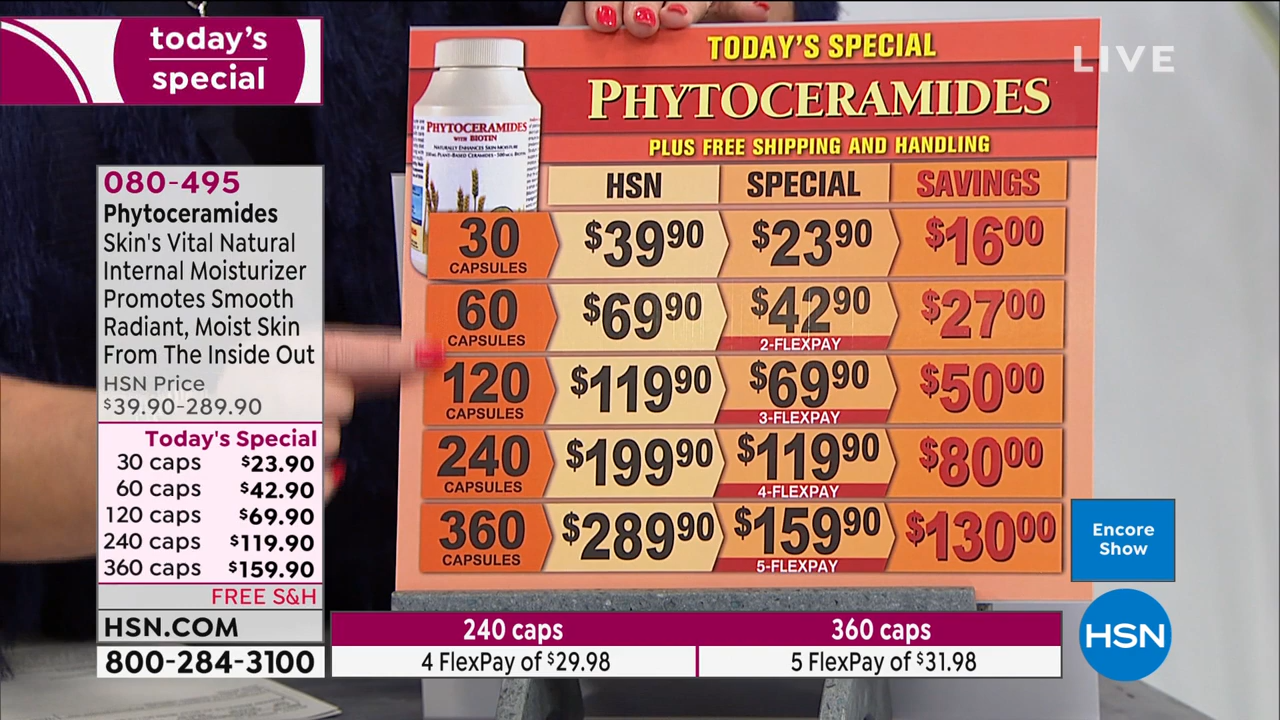 today's
special
LIVE
080-495
Phytoceramides
Skin's Vital Natural
Internal Moisturizer
Promotes Smooth
Radiant, Moist Skin
From The Inside Out
HSN Price
$39.90-289.90
Today's Special
30 caps $23.90
60 caps $42.90
120 caps $69.90
240 caps $119.90
360 caps $159.90
FREE S&H
HSN.COM
800-284-3100
TODAY'S SPECIAL
PHYTOCERAMIDES
PLUS FREE SHIPPING AND HANDLING
PHYTOCERAMIDES
WITH BIOTIN
NATURALLY ENHANCES SKIN MOISTURE
HSN SPECIAL SAVINGS
30 CAPSULES $39.90 $23.90 $16.00
60 CAPSULES $69.90 $42.90 $27.00
2-FLEXPAY
120 CAPSULES $119.90 $69.90 $50.00
3-FLEXPAY
240 CAPSULES $199.90 $119.90 $80.00
4-FLEXPAY
360 CAPSULES $289.90 $159.90 $130.00
5-FLEXPAY
Encore
Show
HSN
240 caps 360 caps
4 FlexPay of $29.98 5 FlexPay of $31.98